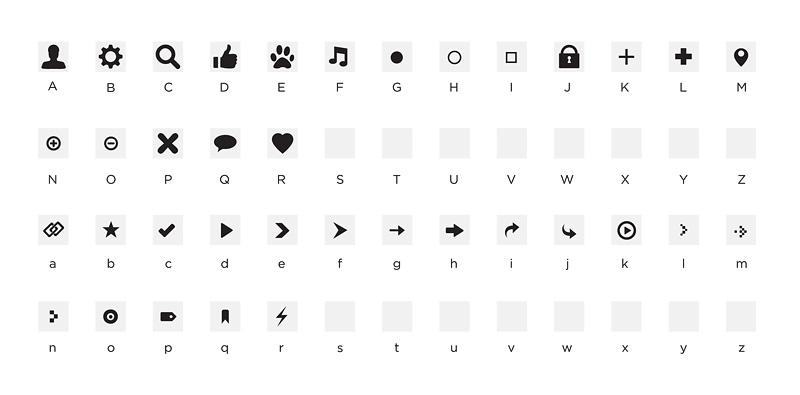 A B C D E F G H I J K L M
N O P Q R S T U V W X Y Z
a b c d e f g h i j k l m
n o p q r s t u v w x y z